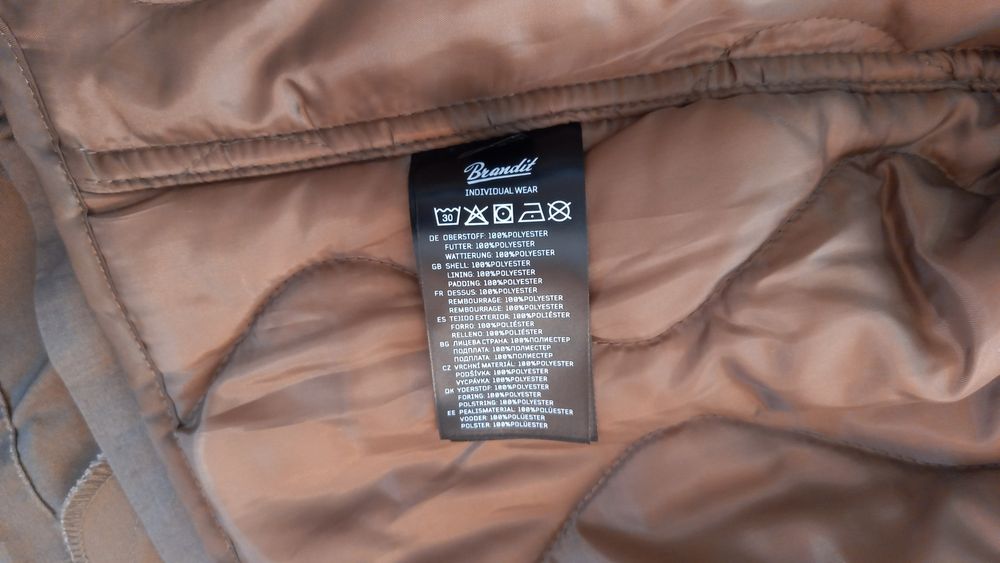 Brandit
INDIVIDUAL WEAR
30
DE OBERSTOFF: 100%POLYESTER
FUTTER: 100%POLYESTER
WATTIERUNG: 100%POLYESTER
GB SHELL: 100%POLYESTER
LINING: 100%POLYESTER
PADDING: 100%POLYESTER
FR DESSUS: 100%POLYESTER
REMBOURRAGE: 100%POLYESTER
REMBOURRAGE: 100%POLYESTER
ES TEJIDO EXTERIOR: 100%POLIÉSTER
FORRO: 100%POLIÉSTER
RELLENO: 100%POLIÉSTER
BG ЛИЦЕВА СТРАНА: 100%ПОЛИЕСТЕР
ПОДПЛАТА: 100%ПОЛИЕСТЕР
ПОДПЛАТА: 100%ПОЛИЕСТЕР
CZ VRCHNÍ MATERIÁL: 100%POLYESTER
PODŠÍVKA: 100%POLYESTER
VÝCPÁVKA: 100%POLYESTER
DK YDERSTOF: 100%POLYESTER
FORING: 100%POLYESTER
POLSTRING: 100%POLYESTER
EE PEALISMATERIAL: 100%POLÜESTER
VOODER: 100%POLÜESTER
POLSTER: 100%POLÜESTER